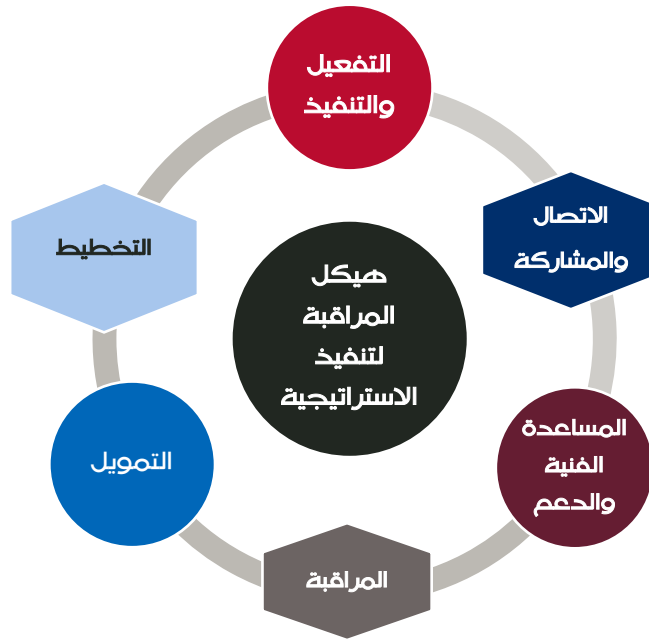 التفعيل
والتنفيذ
الاتصال
والمشاركة
التخطيط
هيكل
المراقبة
لتنفيذ
الاستراتيجية
المساعدة
الفنية
والدعم
التمويل
المراقبة